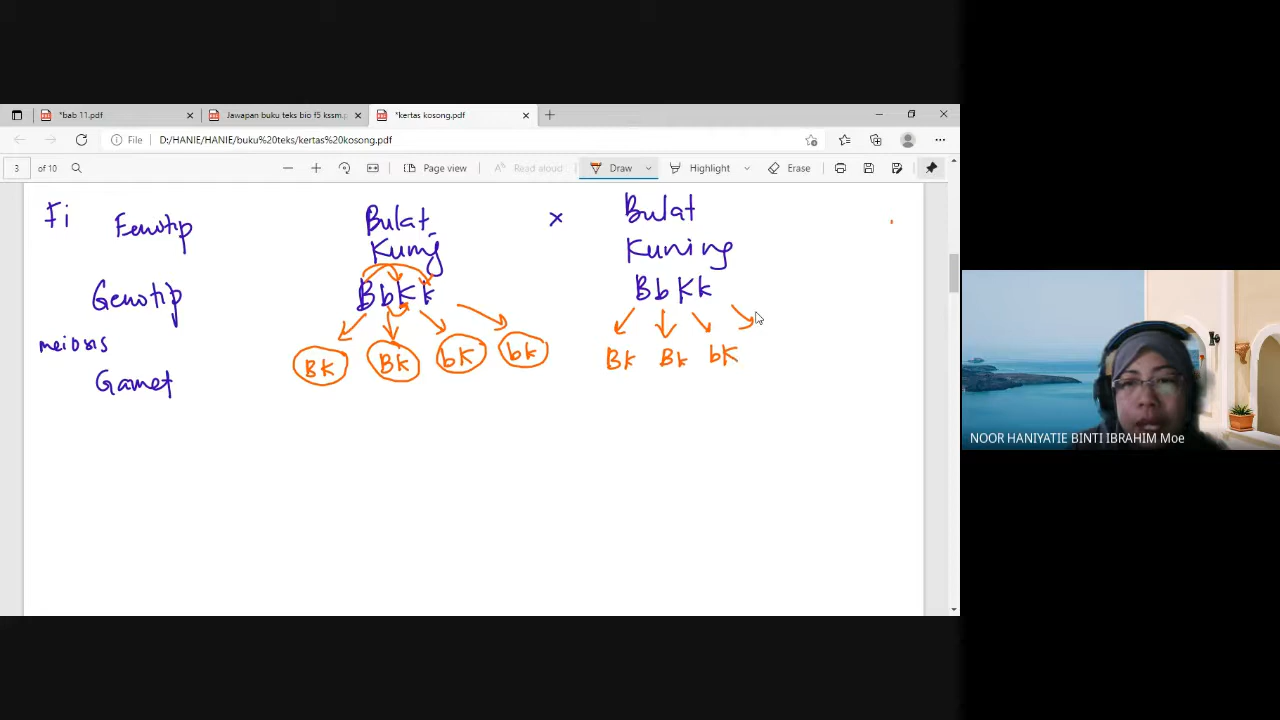 *bab 11.pdf
Jawapan buku teks bio f5 kssm.p
*kertas kosong.pdf
File
D:/HANIE/HANIE/buku%20teks/kertas%20kosong.pdf
3 of 10
Page view
Read aloud
Draw
Highlight
Erase
Fi Fenotip Bulat x Bulat
Kuning Kuning
Genotip BbKk BbKk
meiosis
Gamet BK Bk bK bk BK Bk bK
NOOR HANIYATIE BINTI IBRAHIM Moe